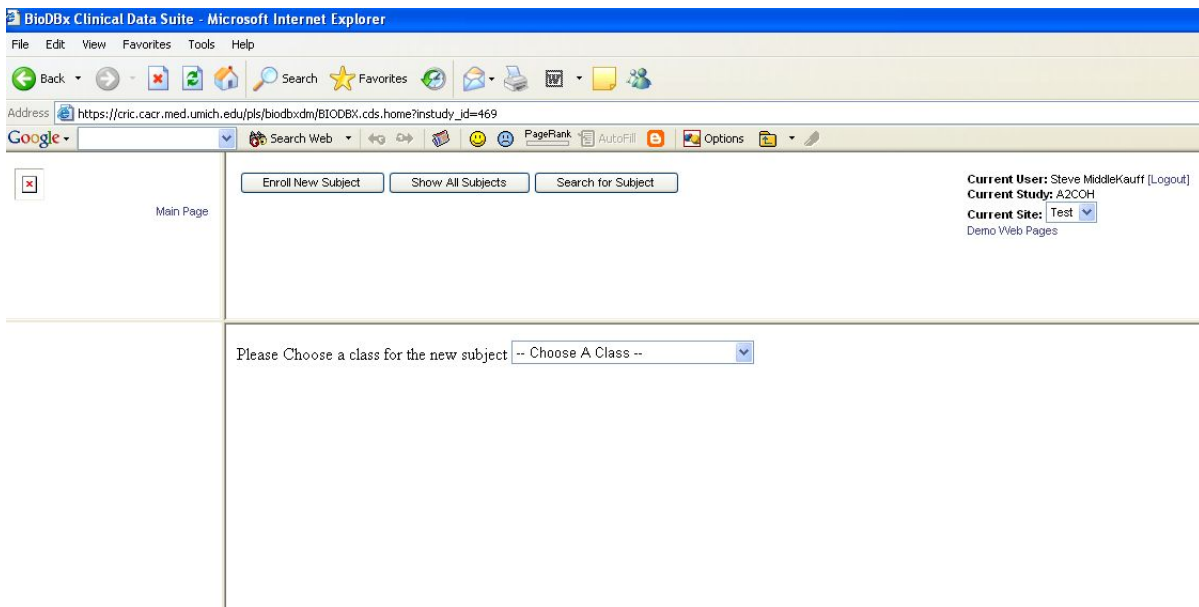 BioDBx Clinical Data Suite - Microsoft Internet Explorer
File Edit View Favorites Tools Help
Back Search Favorites
Address https://cric.cacr.med.umich.edu/pls/biodbxdm/BIODBX.cds.home?instudy_id=469
Google Search Web PageRank AutoFill Options
Enroll New Subject Show All Subjects Search for Subject
Current User: Steve MiddleKauff [Logout]
Current Study: A2COH
Main Page
Current Site: Test
Demo Web Pages
Please Choose a class for the new subject -- Choose A Class --